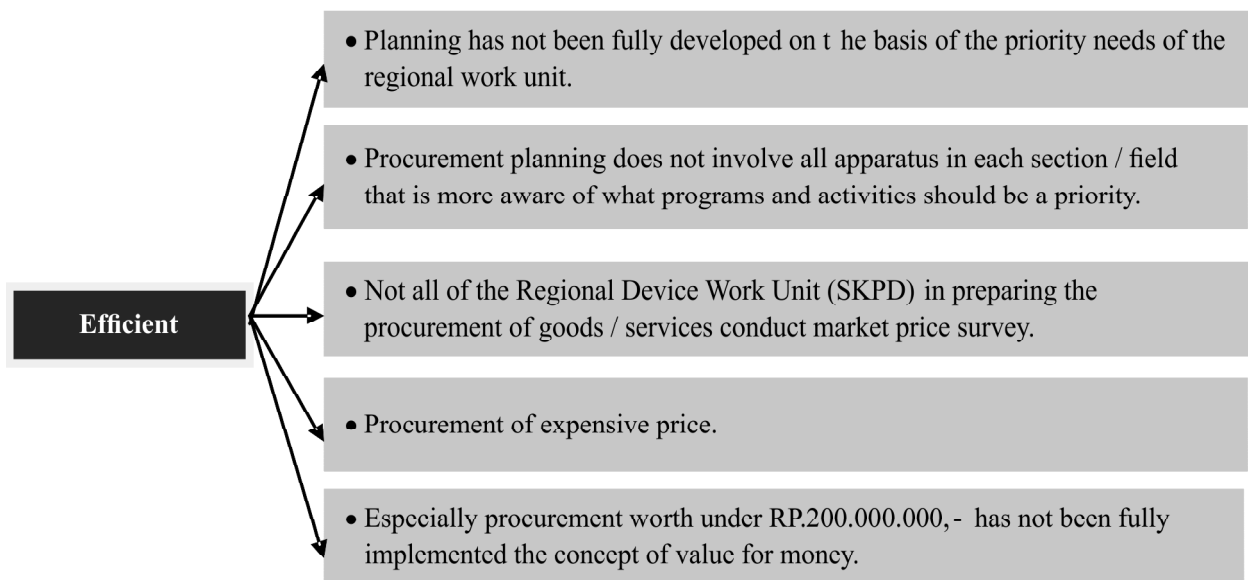 • Planning has not been fully developed on t he basis of the priority needs of the
regional work unit.
• Procurement planning does not involve all apparatus in each section / field
that is more aware of what programs and activities should be a priority.
Efficient
• Not all of the Regional Device Work Unit (SKPD) in preparing the
procurement of goods / services conduct market price survey.
• Procurement of expensive price.
• Especially procurement worth under RP.200.000.000,- has not been fully
implemented the concept of value for money.